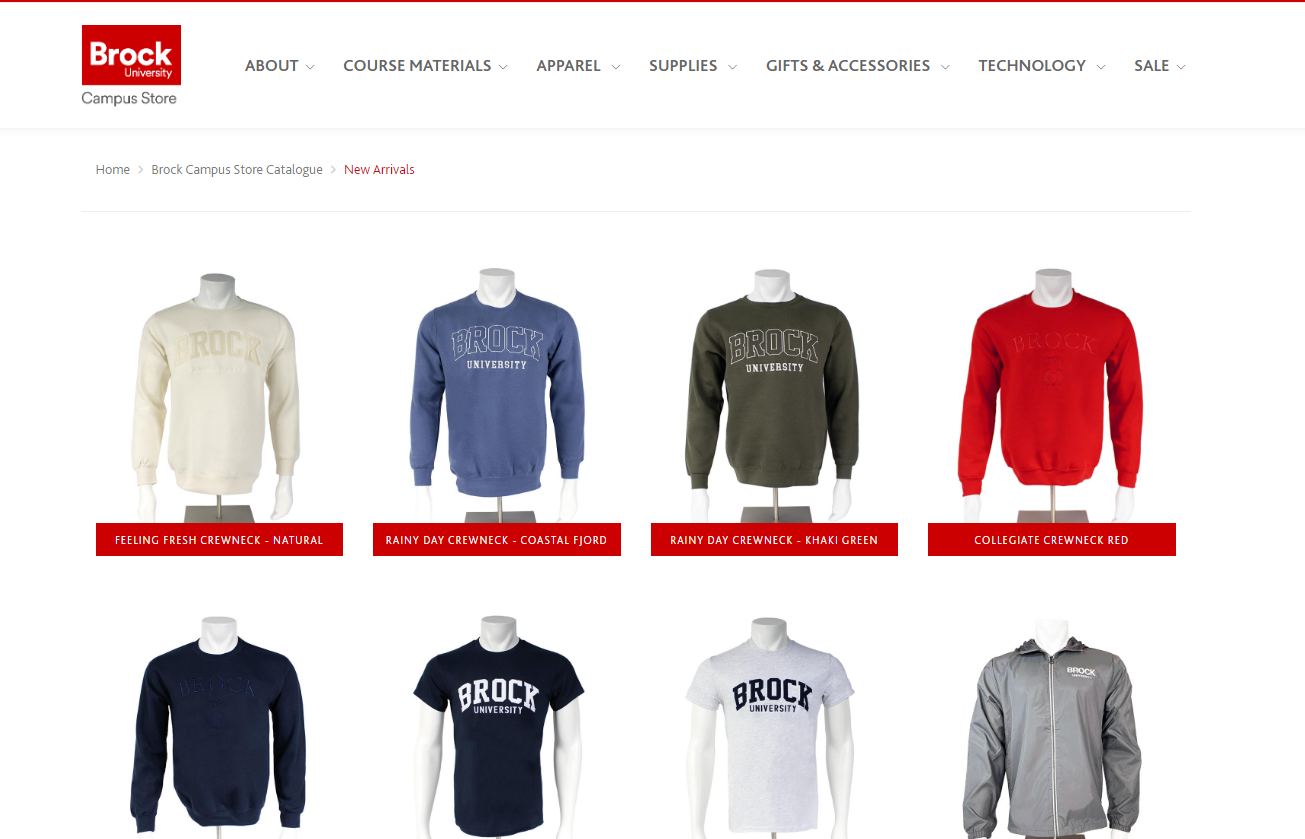 Brock
University
Campus Store
ABOUT
COURSE MATERIALS
APPAREL
SUPPLIES
GIFTS & ACCESSORIES
TECHNOLOGY
SALE
Home > Brock Campus Store Catalogue > New Arrivals
BROCK
BROCK
UNIVERSITY
BROCK
UNIVERSITY
BROCK
FEELING FRESH CREWNECK - NATURAL
RAINY DAY CREWNECK - COASTAL FJORD
RAINY DAY CREWNECK - KHAKI GREEN
COLLEGIATE CREWNECK RED
BROCK
BROCK
UNIVERSITY
BROCK
UNIVERSITY
BROCK
UNIVERSITY